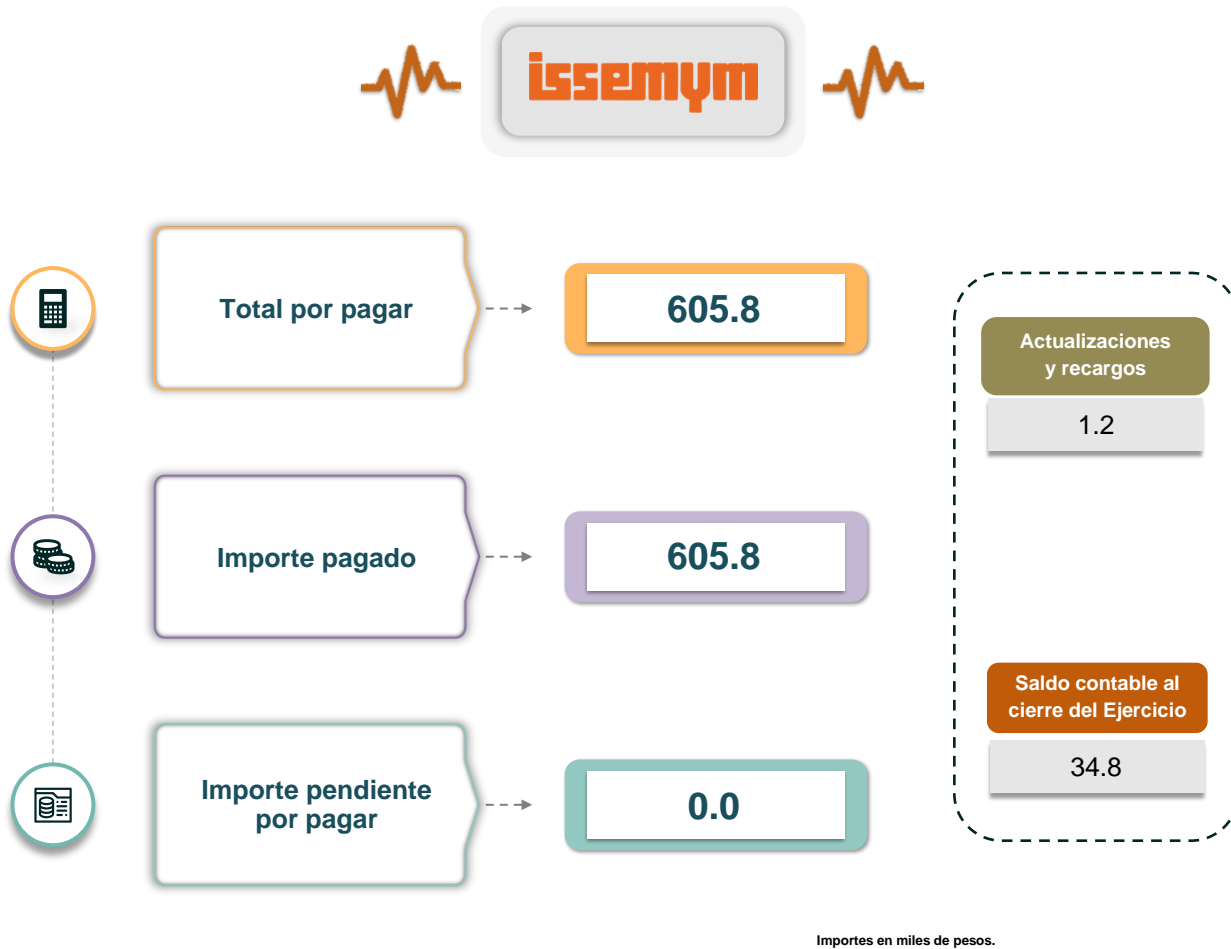 issemym
Total por pagar
605.8
Actualizaciones
y recargos
1.2
Importe pagado
605.8
Saldo contable al
cierre del Ejercicio
34.8
Importe pendiente
por pagar
0.0
Importes en miles de pesos.